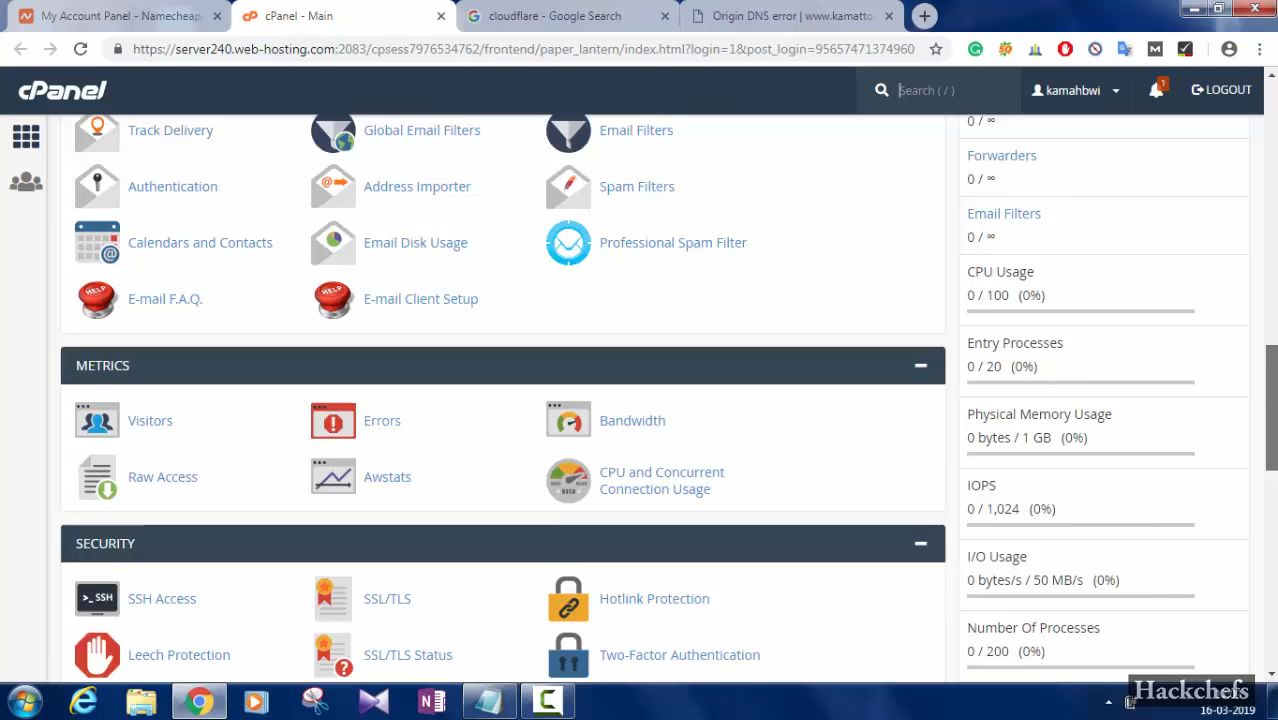 My Account Panel - Namecheap
cPanel - Main
cloudflare - Google Search
Origin DNS error | www.kamatto
https://server240.web-hosting.com:2083/cpsess7976534762/frontend/paper_lantern/index.html?login=1&post_login=95657471374960
cPanel
Search ( / )
kamahbwi
1
LOGOUT
Track Delivery
Global Email Filters
Email Filters
Authentication
Address Importer
Spam Filters
Calendars and Contacts
Email Disk Usage
Professional Spam Filter
HELP
E-mail F.A.Q.
HELP
E-mail Client Setup
METRICS
Visitors
Errors
Bandwidth
Raw Access
Awstats
CPU and Concurrent
Connection Usage
SECURITY
>_SSH
SSH Access
SSL/TLS
Hotlink Protection
Leech Protection
SSL/TLS Status
Two-Factor Authentication
0 / ∞
Forwarders
0 / ∞
Email Filters
0 / ∞
CPU Usage
0 / 100 (0%)
Entry Processes
0 / 20 (0%)
Physical Memory Usage
0 bytes / 1 GB (0%)
IOPS
0 / 1,024 (0%)
I/O Usage
0 bytes/s / 50 MB/s (0%)
Number Of Processes
0 / 200 (0%)
Hackchefs
16-03-2019